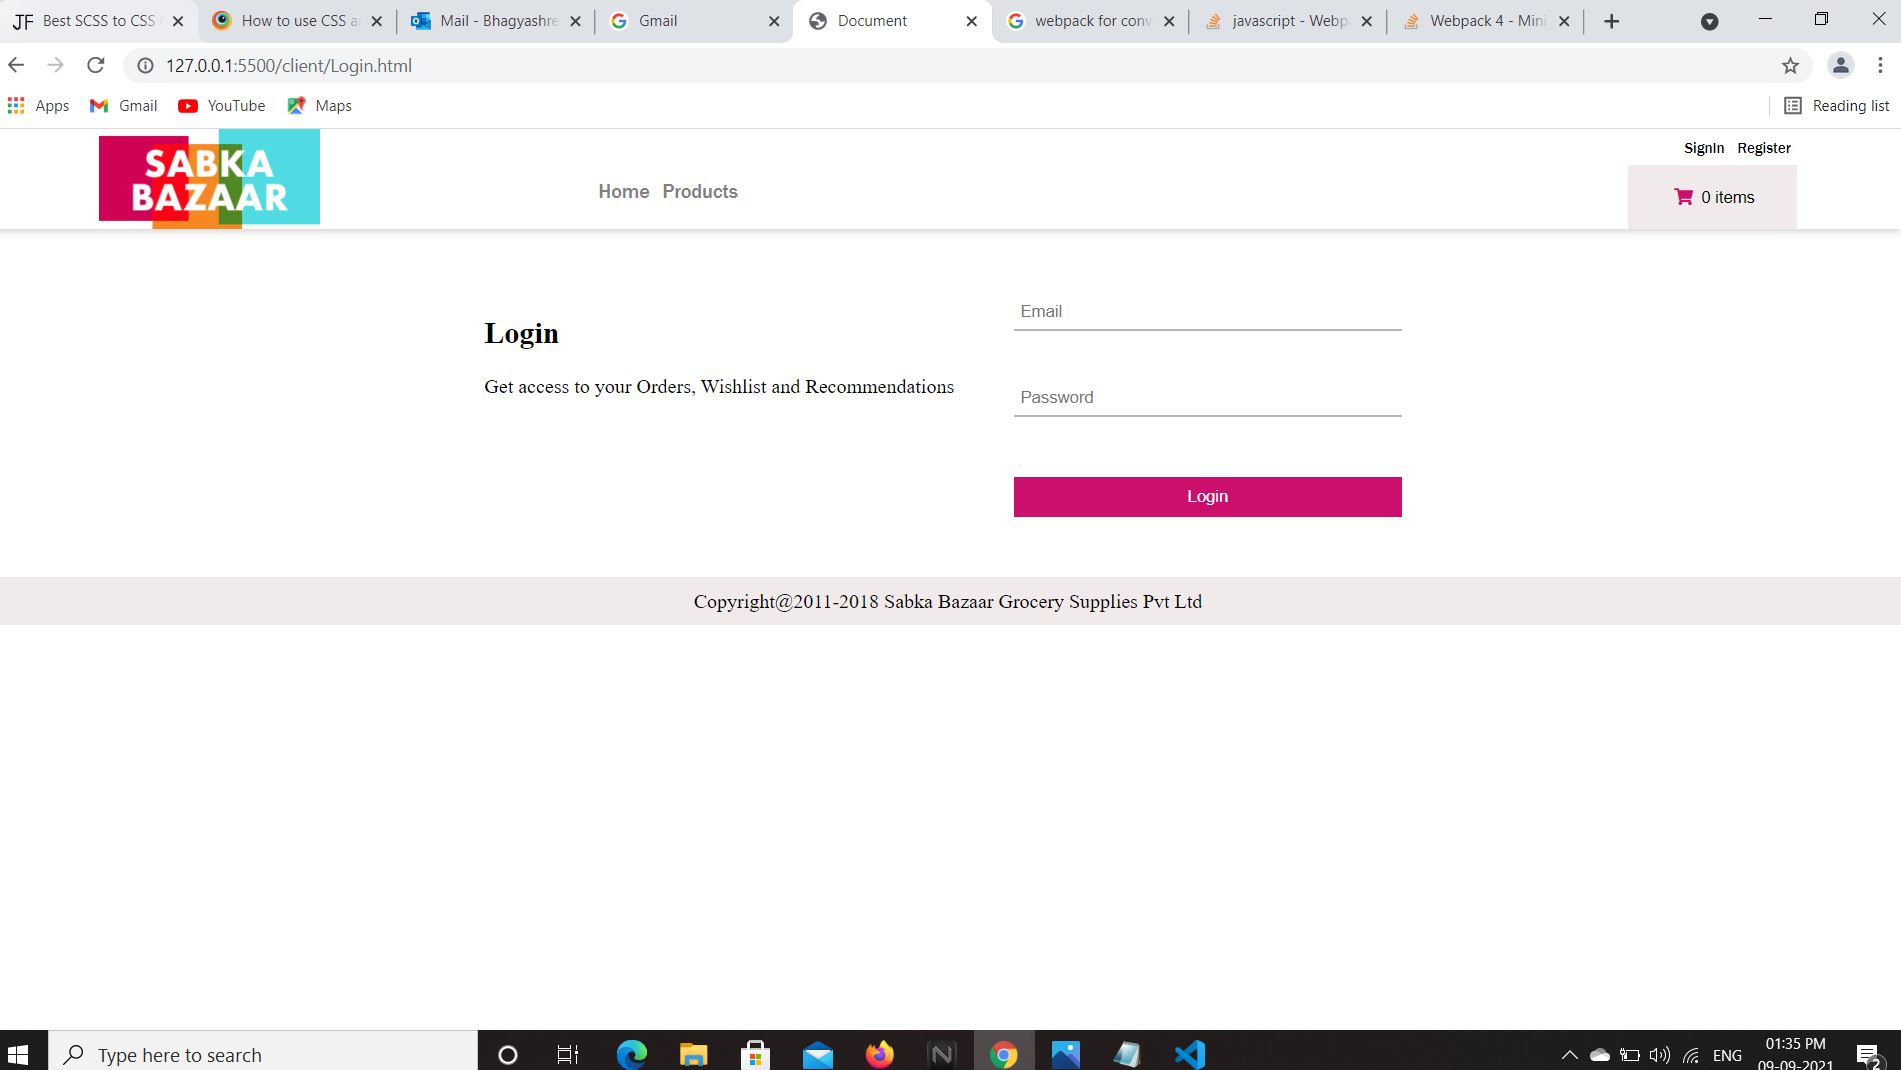 JF Best SCSS to CSS
How to use CSS a
Mail - Bhagyashre
Gmail
Document
webpack for conv
javascript - Webp
Webpack 4 - Mini
127.0.0.1:5500/client/Login.html
Apps
Gmail
YouTube
Maps
Reading list
SABKA
BAZAAR
Home Products
SignIn Register
0 items
Login
Get access to your Orders, Wishlist and Recommendations
Email
Password
Login
Copyright@2011-2018 Sabka Bazaar Grocery Supplies Pvt Ltd
Type here to search
N
ENG
01:35 PM
09-09-2021
2